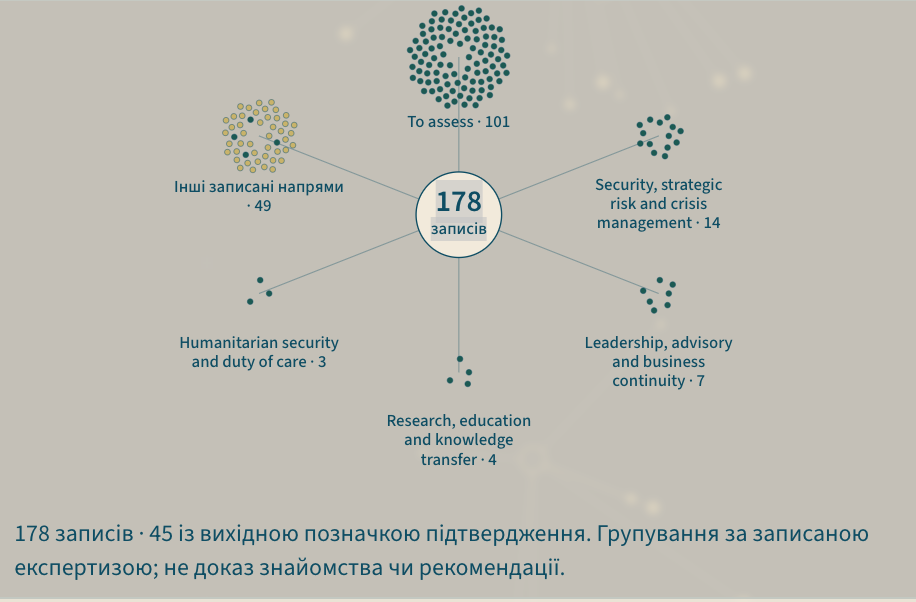 To assess · 101
Інші записані напрями
· 49
Security, strategic
risk and crisis
management · 14
178
записів
Humanitarian security
and duty of care · 3
Leadership, advisory
and business
continuity · 7
Research, education
and knowledge
transfer · 4
178 записів · 45 із вихідною позначкою підтвердження. Групування за записаною
експертизою; не доказ знайомства чи рекомендації.